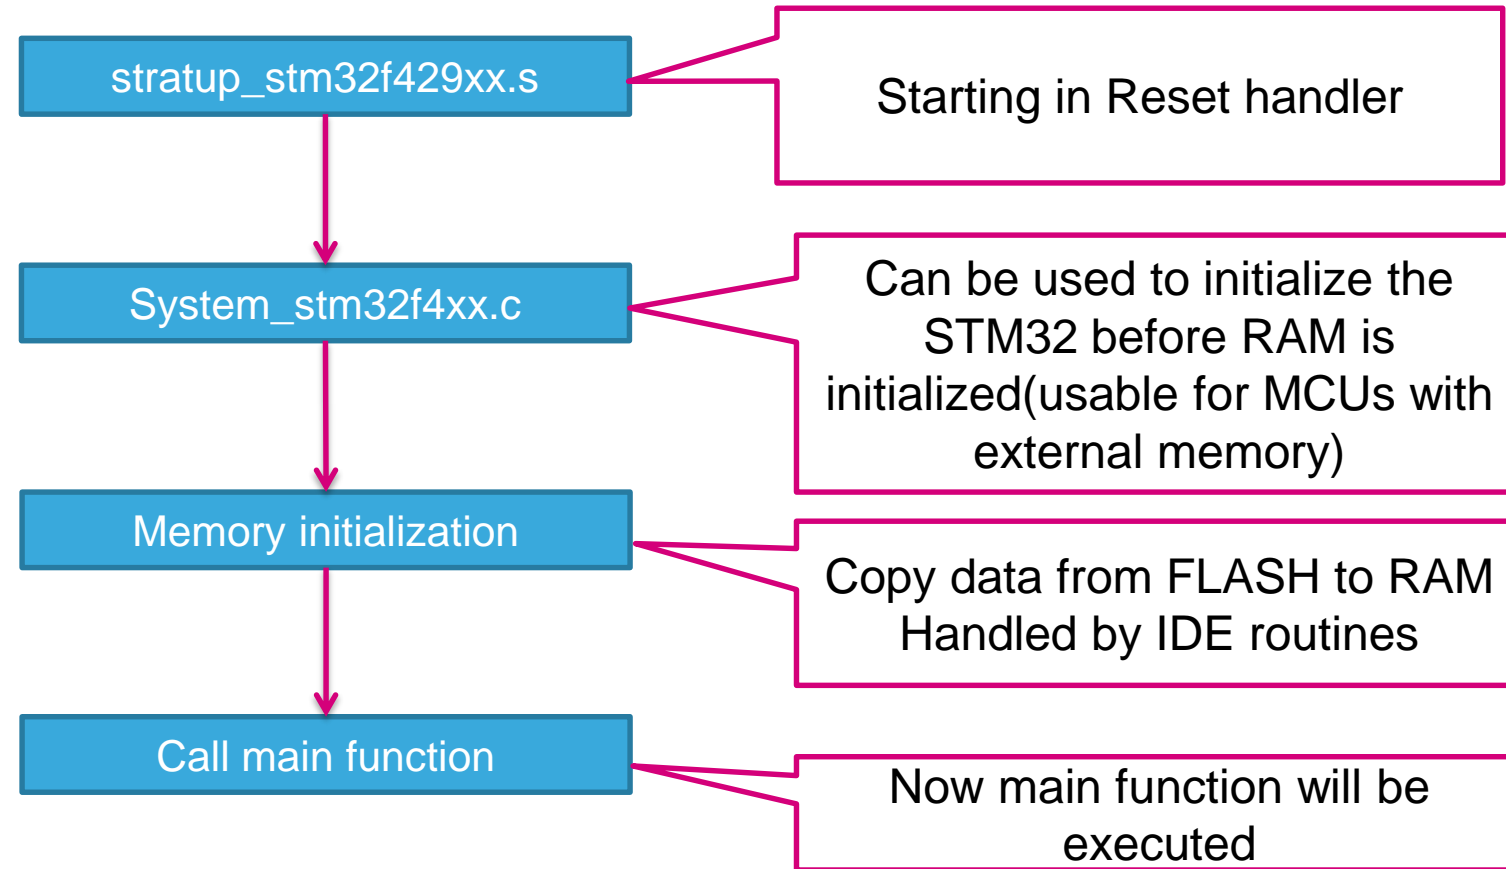 stratup_stm32f429xx.s
Starting in Reset handler
System_stm32f4xx.c
Can be used to initialize the
STM32 before RAM is
initialized(usable for MCUs with
external memory)
Memory initialization
Copy data from FLASH to RAM
Handled by IDE routines
Call main function
Now main function will be
executed